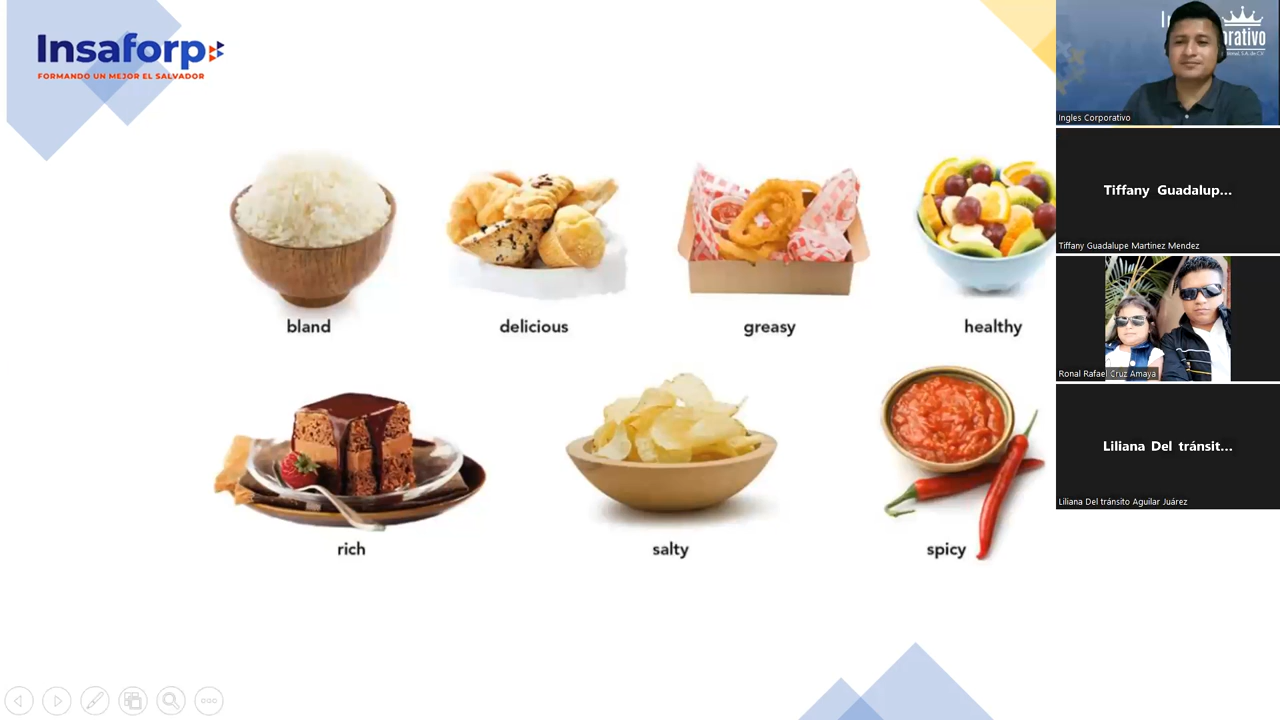 Insaforp
FORMANDO UN MEJOR EL SALVADOR
bland
delicious
greasy
healthy
rich
salty
spicy
orativo
Ingles Corporativo
Tiffany Guadalup...
Tiffany Guadalupe Martinez Mendez
Ronal Rafael Cruz Amaya
Liliana Del tránsit...
Liliana Del tránsito Aguilar Juárez